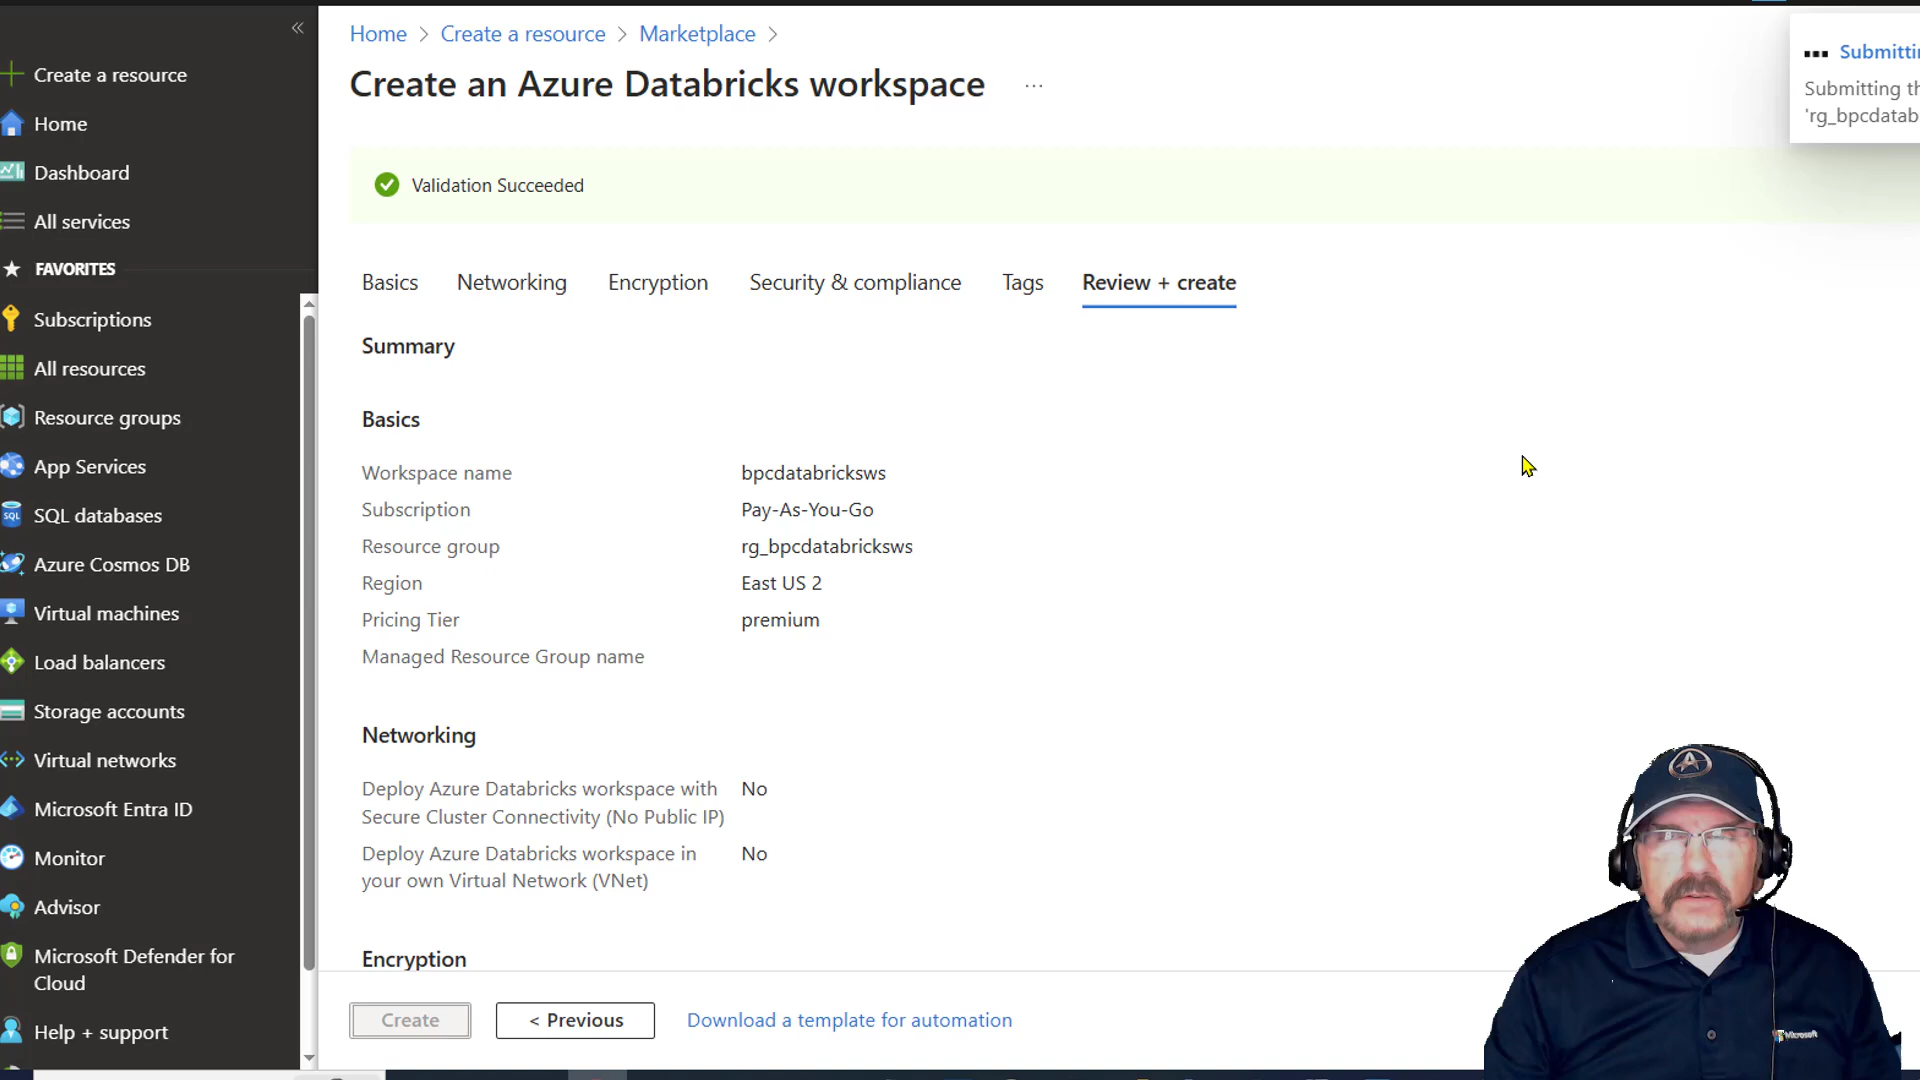 Home > Create a resource > Marketplace >
Create an Azure Databricks workspace ...
Submitting th
'rg_bpcdatab
Validation Succeeded
Basics Networking Encryption Security & compliance Tags Review + create
Summary
Basics
Workspace name bpcdatabricksws
Subscription Pay-As-You-Go
Resource group rg_bpcdatabricksws
Region East US 2
Pricing Tier premium
Managed Resource Group name
Networking
Deploy Azure Databricks workspace with No
Secure Cluster Connectivity (No Public IP)
Deploy Azure Databricks workspace in No
your own Virtual Network (VNet)
Encryption
Create < Previous Download a template for automation
Create a resource
Home
Dashboard
All services
FAVORITES
Subscriptions
All resources
Resource groups
App Services
SQL databases
Azure Cosmos DB
Virtual machines
Load balancers
Storage accounts
Virtual networks
Microsoft Entra ID
Monitor
Advisor
Microsoft Defender for
Cloud
Help + support
Microsoft